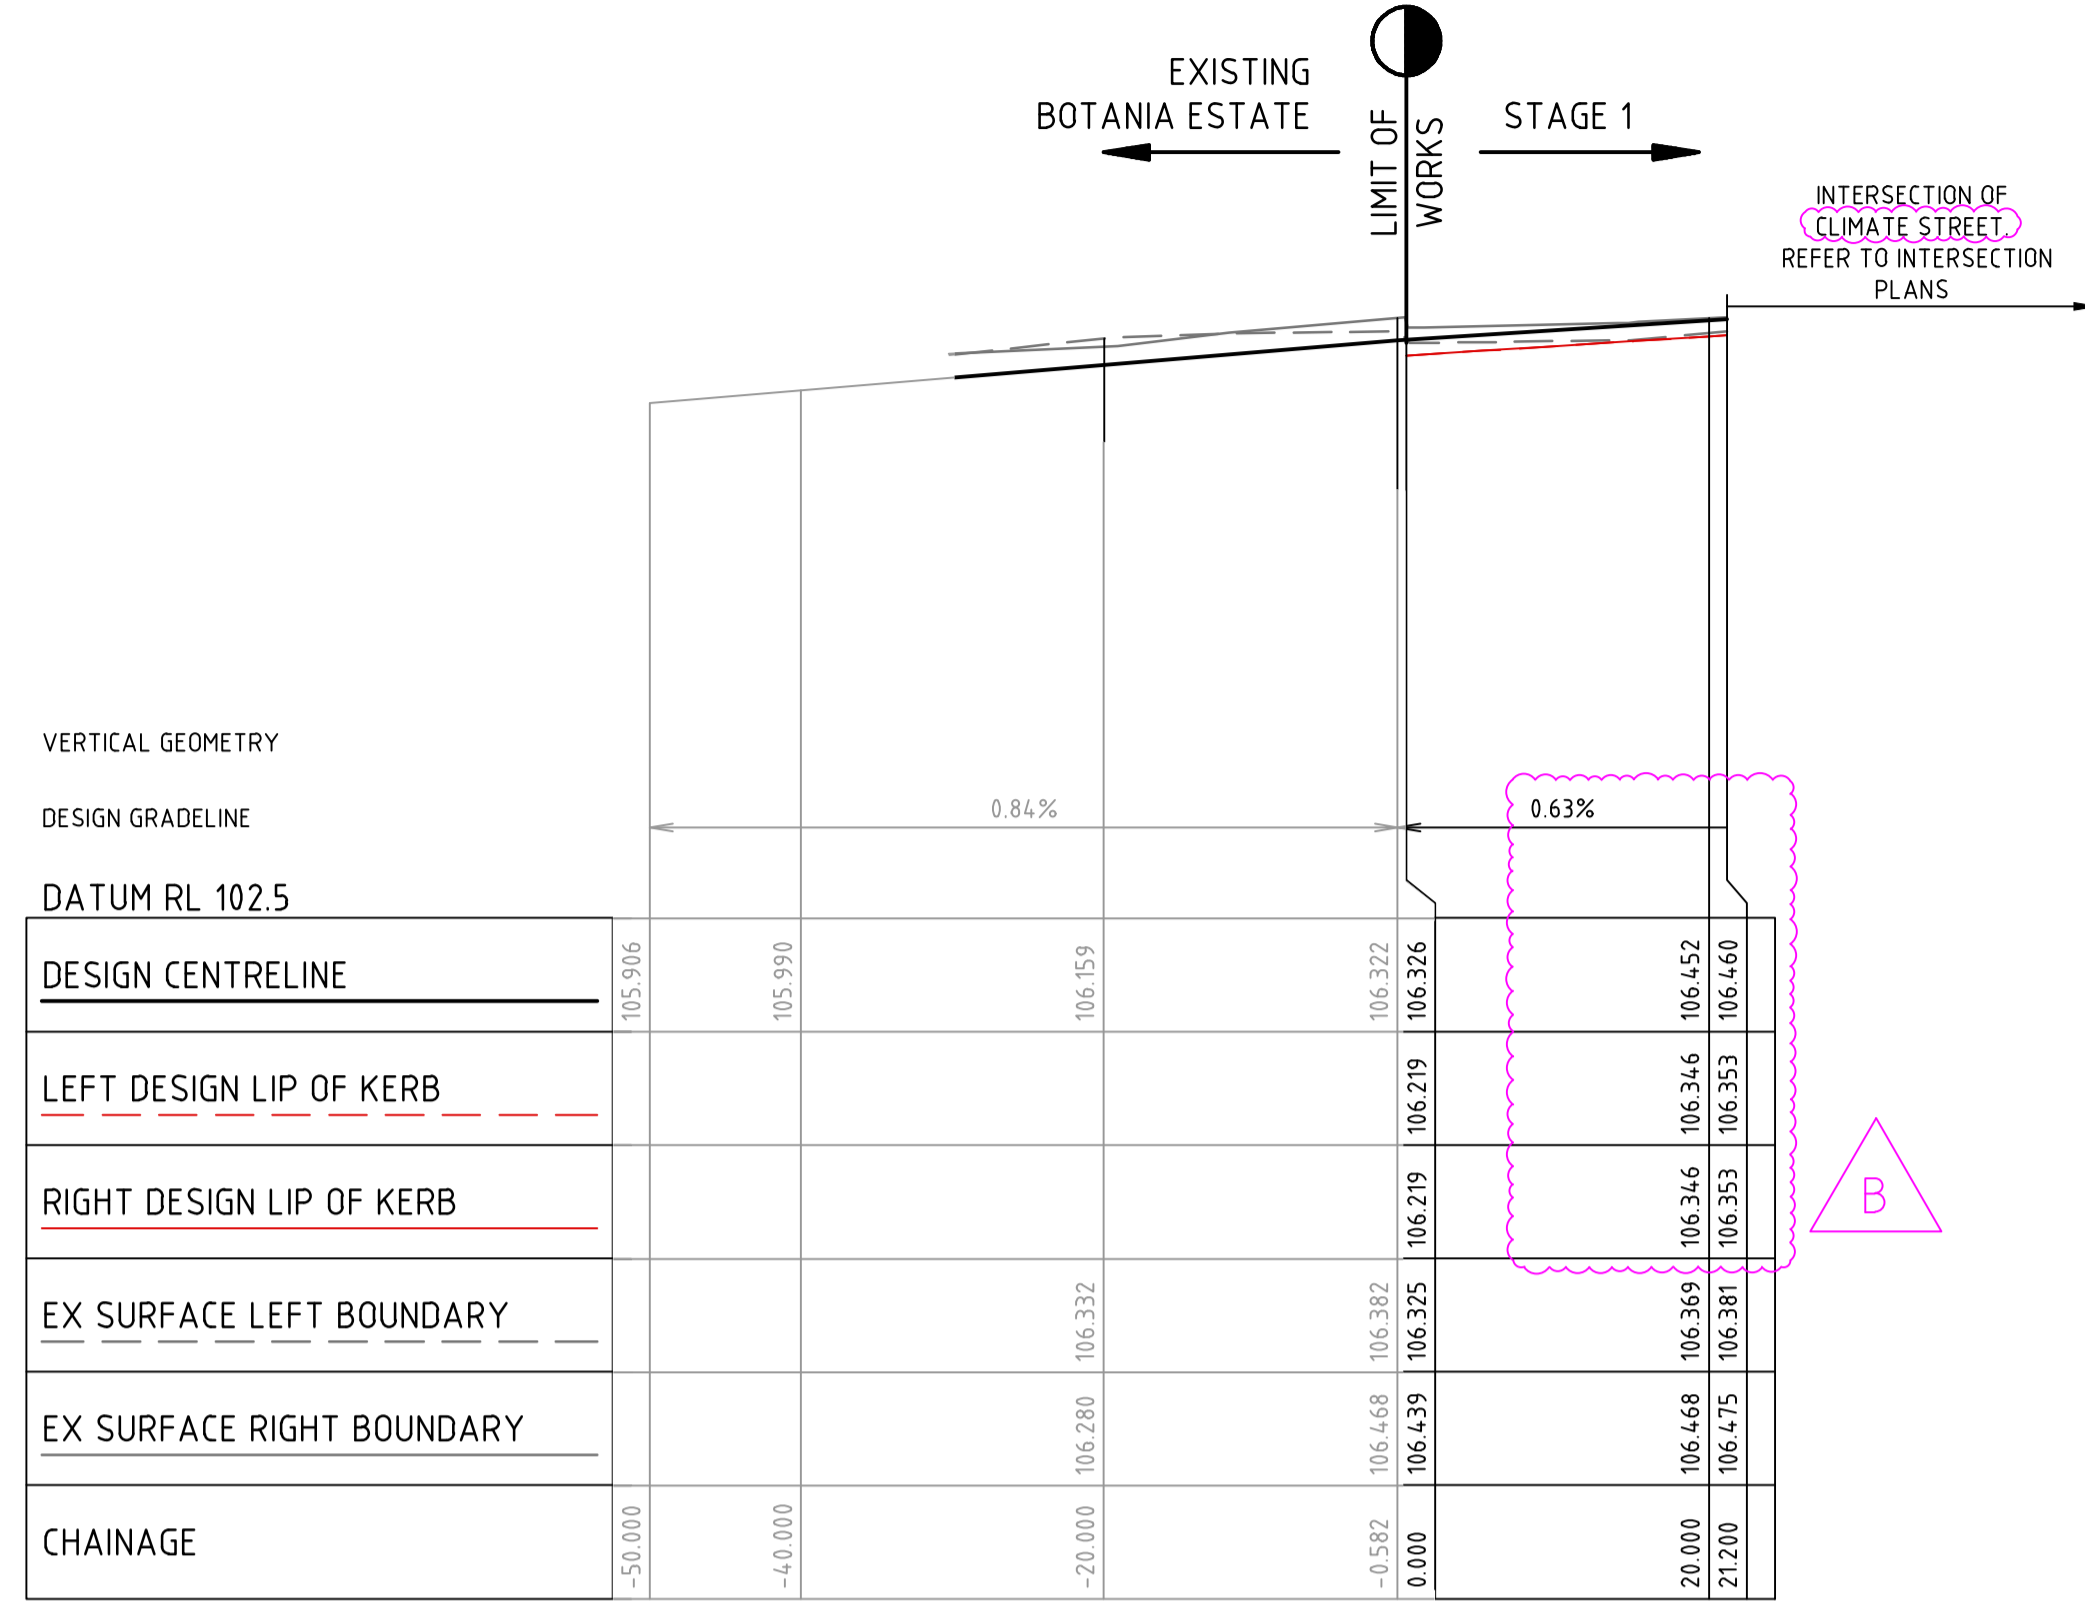 EXISTING
BOTANIA ESTATE
LIMIT OF
WORKS
STAGE 1
INTERSECTION OF
CLIMATE STREET.
REFER TO INTERSECTION
PLANS
VERTICAL GEOMETRY
DESIGN GRADELINE
0.84%
0.63%
DATUM RL 102.5
DESIGN CENTRELINE
105.906
105.990
106.159
106.322
106.326
106.452
106.460
LEFT DESIGN LIP OF KERB
106.219
106.346
106.353
RIGHT DESIGN LIP OF KERB
106.219
106.346
106.353
B
EX SURFACE LEFT BOUNDARY
106.332
106.382
106.325
106.369
106.381
EX SURFACE RIGHT BOUNDARY
106.280
106.468
106.439
106.468
106.475
CHAINAGE
-50.000
-40.000
-20.000
-0.582
0.000
20.000
21.200